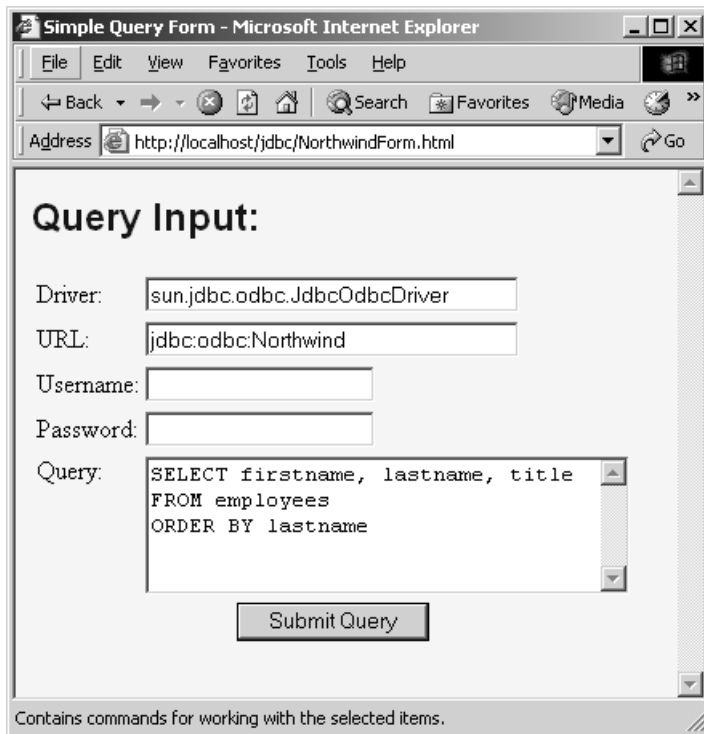 Simple Query Form - Microsoft Internet Explorer
File Edit View Favorites Tools Help
Back Search Favorites Media »
Address http://localhost/jdbc/NorthwindForm.html Go
Query Input:
Driver: sun.jdbc.odbc.JdbcOdbcDriver
URL: jdbc:odbc:Northwind
Username:
Password:
Query: SELECT firstname, lastname, title
FROM employees
ORDER BY lastname
Submit Query
Contains commands for working with the selected items.